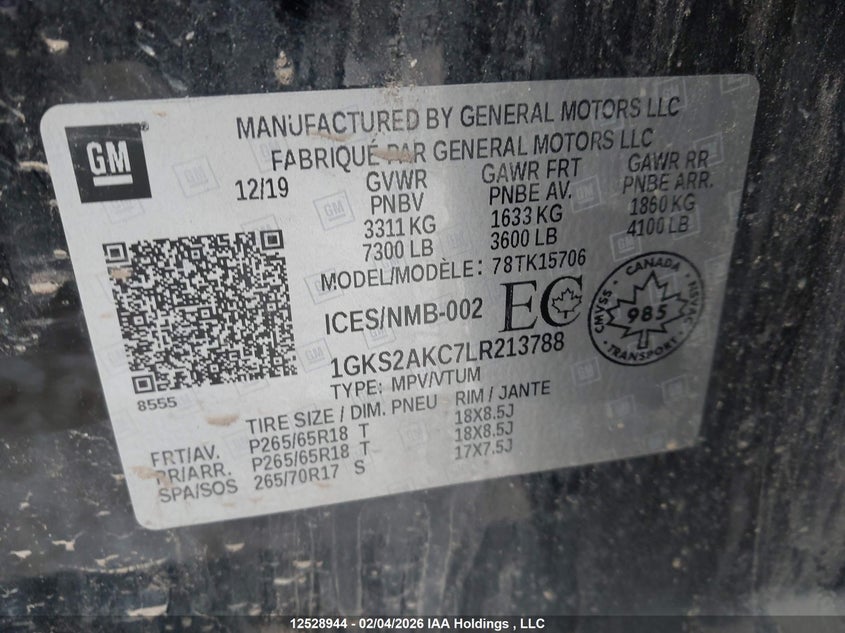 MANUFACTURED BY GENERAL MOTORS LLC
FABRIQUÉ PAR GENERAL MOTORS LLC
GM
12/19
GVWR GAWR FRT GAWR RR
PNBV PNBE AV. PNBE ARR.
3311 KG 1633 KG 1860 KG
7300 LB 3600 LB 4100 LB
MODEL/MODÈLE: 78TK15706
ICES/NMB-002 EC
CANADA
CMVSS 985 NSVAC
TRANSPORT
1GKS2AKC7LR213788
TYPE: MPV/VTUM
8555
TIRE SIZE / DIM. PNEU RIM / JANTE
FRT/AV. P265/65R18 T 18X8.5J
RR/ARR. P265/65R18 T 18X8.5J
SPA/SOS 265/70R17 S 17X7.5J
12528944 - 02/04/2026 IAA Holdings , LLC